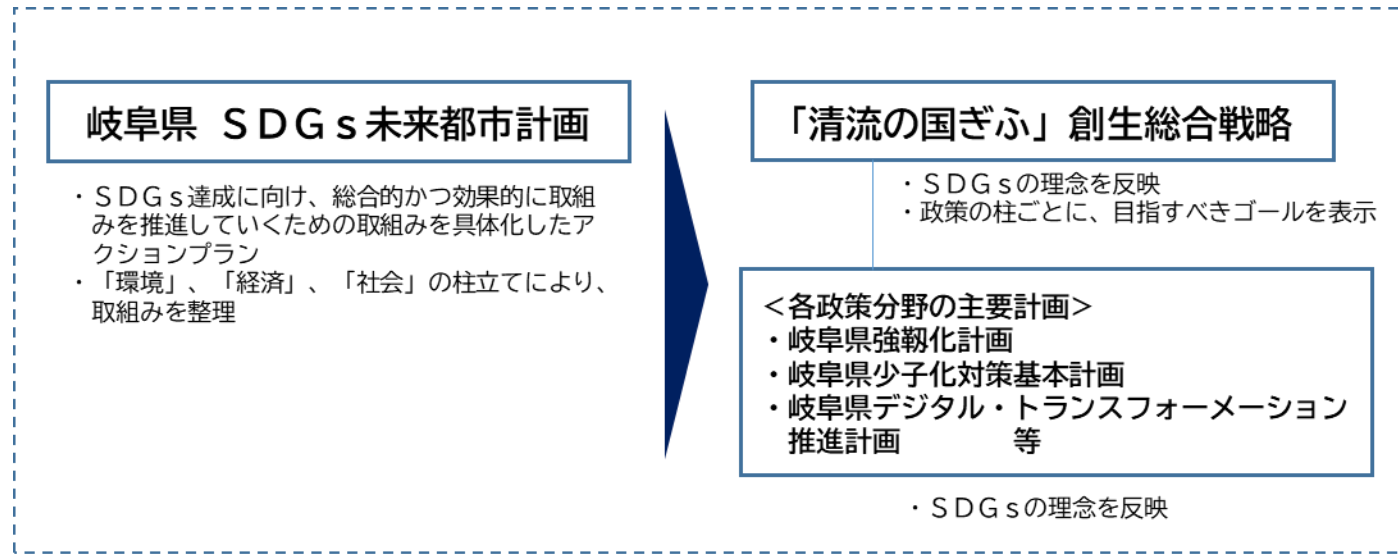 岐阜県 ＳＤＧｓ未来都市計画
・ＳＤＧｓ達成に向け、総合的かつ効果的に取組
みを推進していくための取組みを具体化したア
クションプラン
・「環境」、「経済」、「社会」の柱立てにより、
取組みを整理
「清流の国ぎふ」創生総合戦略
・ＳＤＧｓの理念を反映
・政策の柱ごとに、目指すべきゴールを表示
＜各政策分野の主要計画＞
・岐阜県強靱化計画
・岐阜県少子化対策基本計画
・岐阜県デジタル・トランスフォーメーション
推進計画　　　　等
・ＳＤＧｓの理念を反映